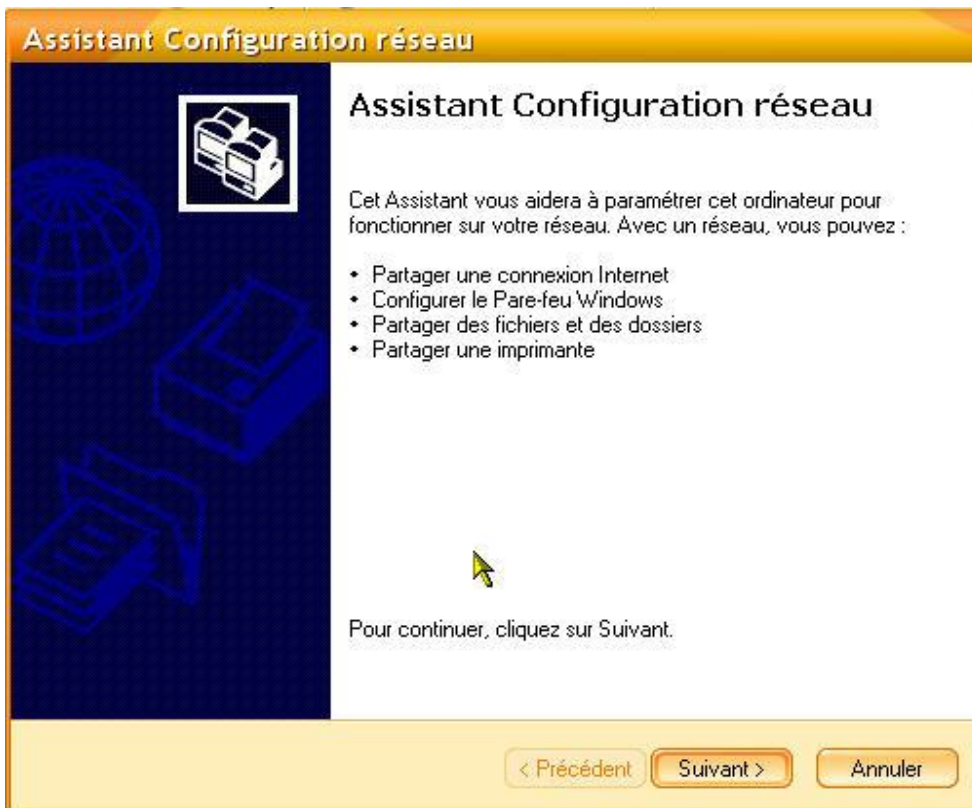 Assistant Configuration réseau
Assistant Configuration réseau
Cet Assistant vous aidera à paramétrer cet ordinateur pour
fonctionner sur votre réseau. Avec un réseau, vous pouvez :
• Partager une connexion Internet
• Configurer le Pare-feu Windows
• Partager des fichiers et des dossiers
• Partager une imprimante
Pour continuer, cliquez sur Suivant.
< Précédent Suivant > Annuler